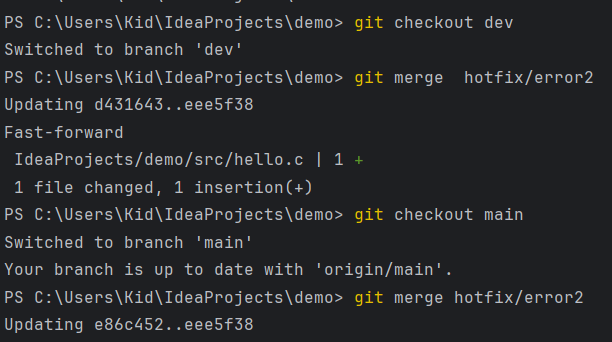 PS C:\Users\Kid\IdeaProjects\demo> git checkout dev
Switched to branch 'dev'
PS C:\Users\Kid\IdeaProjects\demo> git merge  hotfix/error2
Updating d431643..eee5f38
Fast-forward
 IdeaProjects/demo/src/hello.c | 1 +
 1 file changed, 1 insertion(+)
PS C:\Users\Kid\IdeaProjects\demo> git checkout main
Switched to branch 'main'
Your branch is up to date with 'origin/main'.
PS C:\Users\Kid\IdeaProjects\demo> git merge hotfix/error2
Updating e86c452..eee5f38